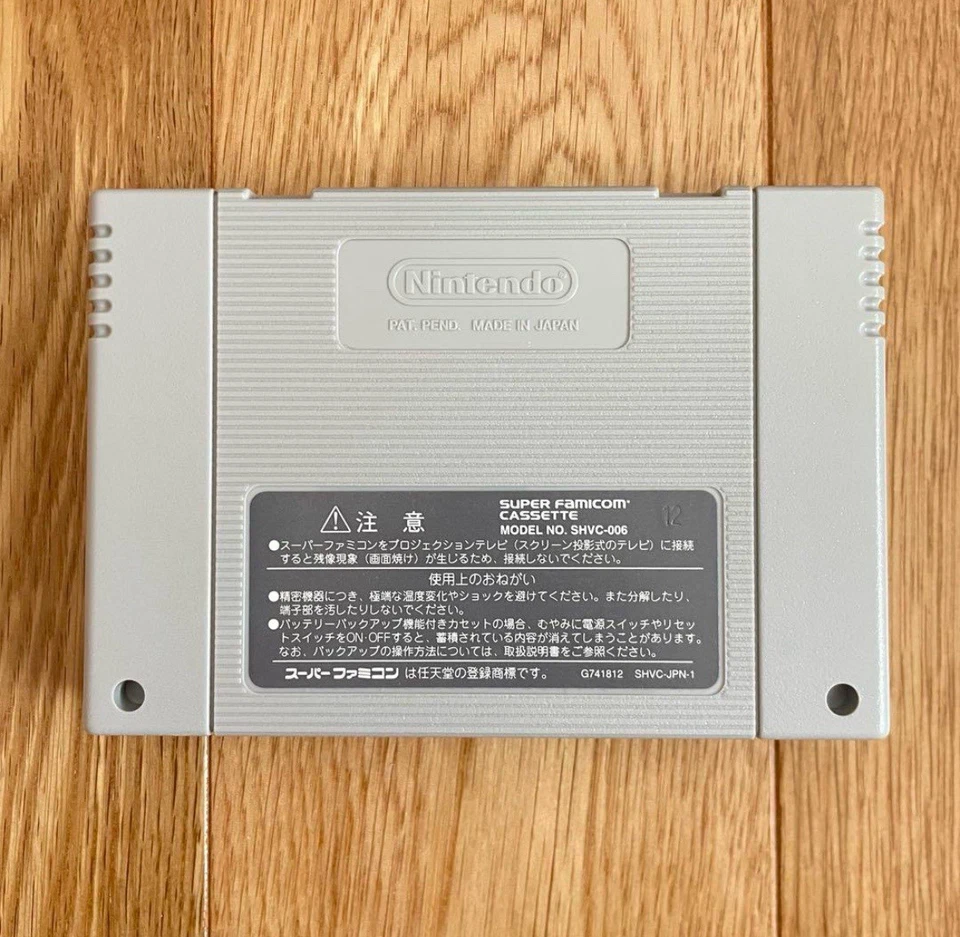 Nintendo®
PAT. PEND. MADE IN JAPAN
⚠注 意
SUPER FAMICOM®
CASSETTE
MODEL NO. SHVC-006
12
●スーパーファミコンをプロジェクションテレビ(スクリーン投影式のテレビ)に接続
すると残像現象(画面焼け)が生じるため、接続しないでください。
使用上のおねがい
●精密機器につき、極端な温度変化やショックを避けてください。また分解したり、
端子部を汚したりしないでください。
●バッテリーバックアップ機能付きカセットの場合、むやみに電源スイッチやリセッ
トスイッチをON・OFFすると、蓄積されている内容が消えてしまうことがあります。
なお、バックアップの操作方法については、取扱説明書をご参照ください。
スーパーファミコン は任天堂の登録商標です。 G741812 SHVC-JPN-1